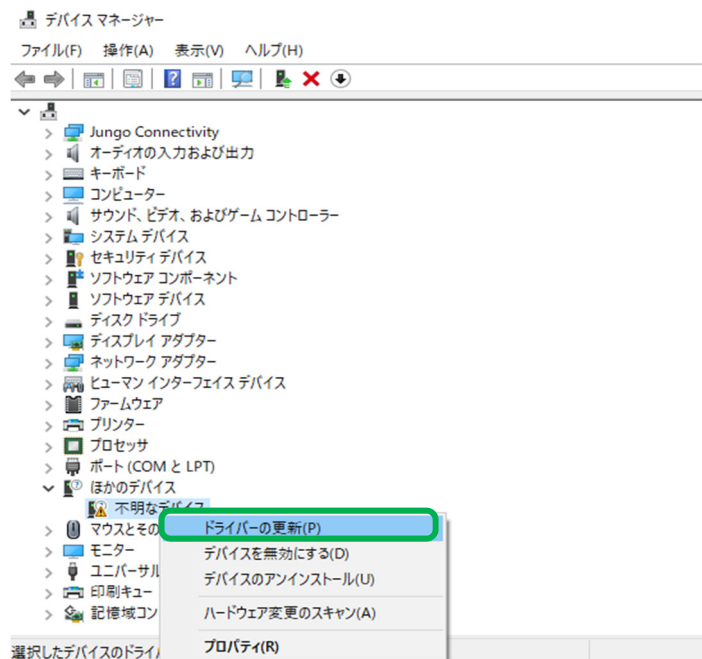 デバイス マネージャー
ファイル(F) 操作(A) 表示(V) ヘルプ(H)
Jungo Connectivity
オーディオの入力および出力
キーボード
コンピューター
サウンド、ビデオ、およびゲーム コントローラー
システム デバイス
セキュリティ デバイス
ソフトウェア コンポーネント
ソフトウェア デバイス
ディスク ドライブ
ディスプレイ アダプター
ネットワーク アダプター
ヒューマン インターフェイス デバイス
ファームウェア
プリンター
プロセッサ
ポート (COM と LPT)
ほかのデバイス
不明なデバイス
マウスとその
モニター
ユニバーサル
印刷キュー
記憶域コン
ドライバーの更新(P)
デバイスを無効にする(D)
デバイスのアンインストール(U)
ハードウェア変更のスキャン(A)
プロパティ(R)
選択したデバイスのドライ